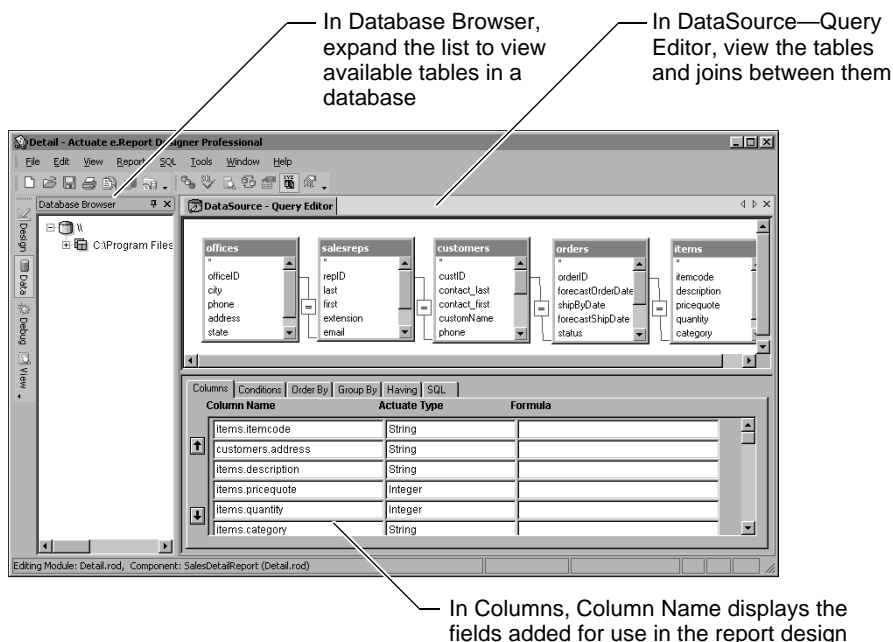 In Database Browser,
expand the list to view
available tables in a
database
In DataSource—Query
Editor, view the tables
and joins between them
Detail - Actuate e.Report Designer Professional
File Edit View Report SQL Tools Window Help
Database Browser
DataSource - Query Editor
\\
C:\Program Files
Design
Data
Debug
View
offices
*
officeID
city
phone
address
state
=
salesreps
*
repID
last
first
extension
email
=
customers
*
custID
contact_last
contact_first
customName
phone
=
orders
*
orderID
forecastOrderDate
shipByDate
forecastShipDate
status
=
items
*
itemcode
description
pricequote
quantity
category
Columns Conditions Order By Group By Having SQL
Column Name Actuate Type Formula
items.itemcode String
customers.address String
items.description String
items.pricequote Integer
items.quantity Integer
items.category String
Editing Module: Detail.rod, Component: SalesDetailReport (Detail.rod)
In Columns, Column Name displays the
fields added for use in the report design